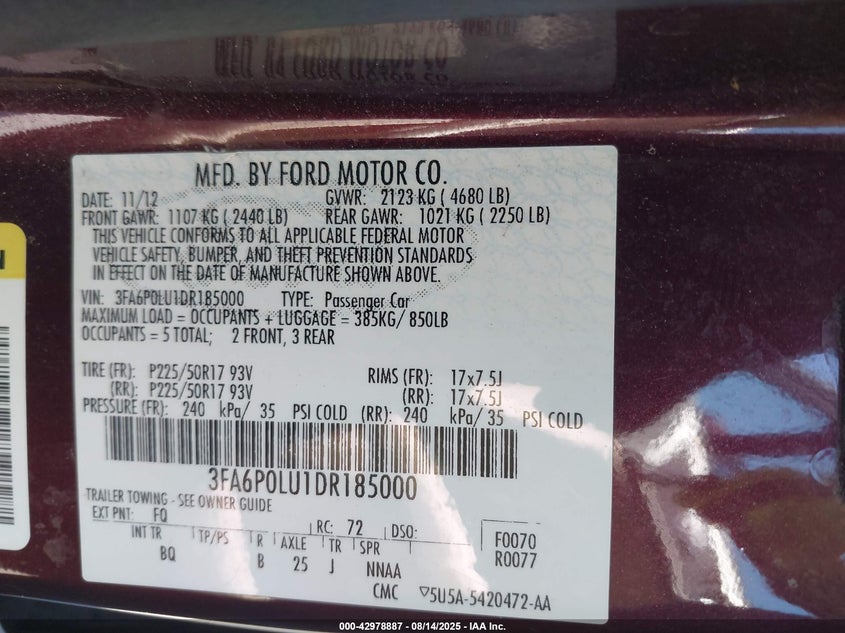 MFD. BY FORD MOTOR CO.
DATE: 11/12 GVWR: 2123 KG ( 4680 LB)
FRONT GAWR: 1107 KG ( 2440 LB) REAR GAWR: 1021 KG ( 2250 LB)
THIS VEHICLE CONFORMS TO ALL APPLICABLE FEDERAL MOTOR
VEHICLE SAFETY, BUMPER, AND THEFT PREVENTION STANDARDS
IN EFFECT ON THE DATE OF MANUFACTURE SHOWN ABOVE.
VIN: 3FA6P0LU1DR185000 TYPE: Passenger Car
MAXIMUM LOAD = OCCUPANTS + LUGGAGE = 385KG/ 850LB
OCCUPANTS = 5 TOTAL; 2 FRONT, 3 REAR
TIRE (FR): P225/50R17 93V RIMS (FR): 17x7.5J
(RR): P225/50R17 93V (RR): 17x7.5J
PRESSURE (FR): 240 kPa/ 35 PSI COLD (RR): 240 kPa/ 35 PSI COLD
3FA6P0LU1DR185000
TRAILER TOWING - SEE OWNER GUIDE
EXT PNT: FQ RC: 72 DSO: F0070
INT TR TP/PS R AXLE TR SPR R0077
BQ B 25 J NNAA
CMC ▽5U5A-5420472-AA
000-42978887 - 08/14/2025 - IAA Inc.